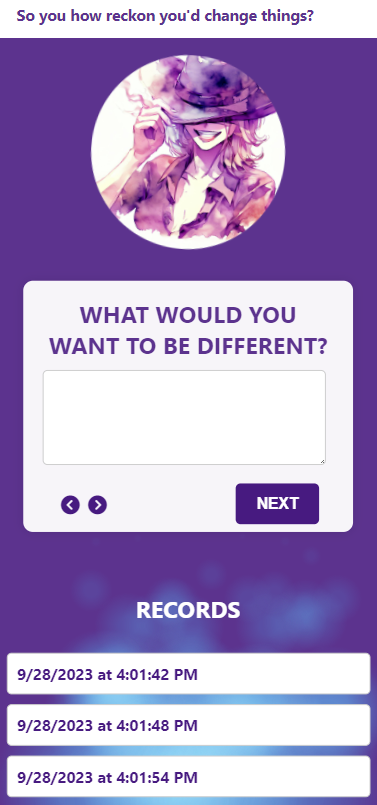 So you how reckon you'd change things?
WHAT WOULD YOU
WANT TO BE DIFFERENT?
NEXT
RECORDS
9/28/2023 at 4:01:42 PM
9/28/2023 at 4:01:48 PM
9/28/2023 at 4:01:54 PM